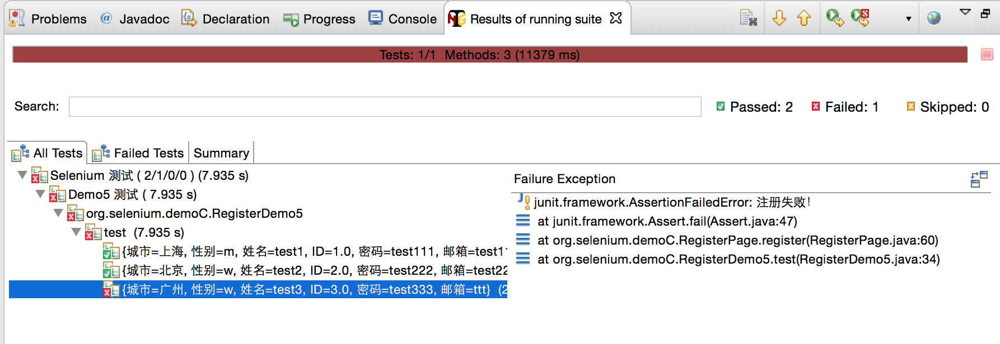 Problems @ Javadoc Declaration Progress Console Results of running suite
Tests: 1/1 Methods: 3 (11379 ms)
Search: Passed: 2 Failed: 1 Skipped: 0
All Tests Failed Tests Summary
Selenium 测试 ( 2/1/0/0 ) (7.935 s)
Demo5 测试 ( 7.935 s)
org.selenium.demoC.RegisterDemo5
test (7.935 s)
{城市=上海, 性别=m, 姓名=test1, ID=1.0, 密码=test111, 邮箱=test11
{城市=北京, 性别=w, 姓名=test2, ID=2.0, 密码=test222, 邮箱=test22
{城市=广州, 性别=w, 姓名=test3, ID=3.0, 密码=test333, 邮箱=ttt} (2
Failure Exception
junit.framework.AssertionFailedError: 注册失败！
at junit.framework.Assert.fail(Assert.java:47)
at org.selenium.demoC.RegisterPage.register(RegisterPage.java:60)
at org.selenium.demoC.RegisterDemo5.test(RegisterDemo5.java:34)